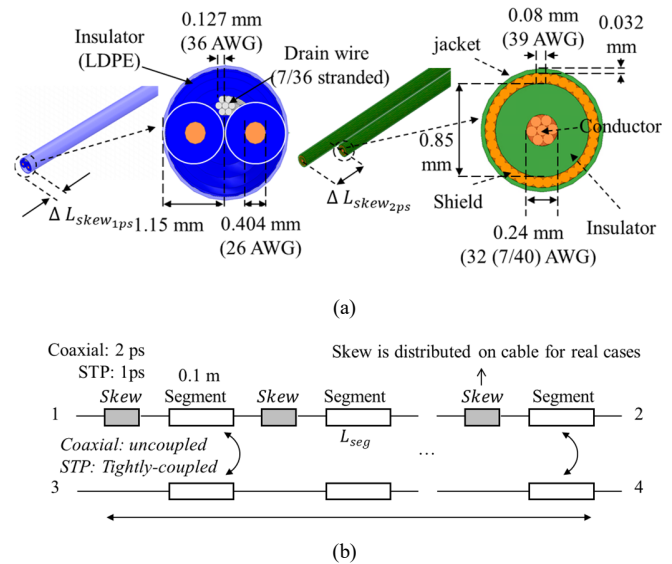 0.127 mm
(36 AWG)
Insulator
(LDPE)
Drain wire
(7/36 stranded)
Δ L_skew_1ps
1.15 mm
0.404 mm
(26 AWG)
0.08 mm
(39 AWG)
0.032
mm
jacket
Conductor
0.85
mm
Δ L_skew_2ps
Shield
Insulator
0.24 mm
(32 (7/40) AWG)
(a)
Coaxial: 2 ps
STP: 1ps
Skew is distributed on cable for real cases
0.1 m
Skew Segment Skew Segment Skew Segment
1 2
L_seg
Coaxial: uncoupled
STP: Tightly-coupled
...
3 4
(b)